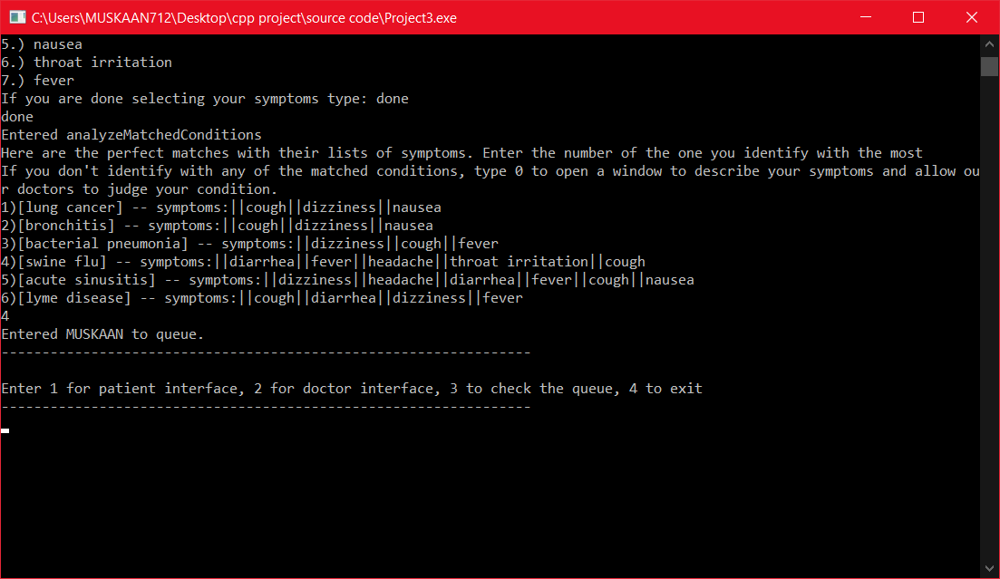 C:\Users\MUSKAAN712\Desktop\cpp project\source code\Project3.exe
5.) nausea
6.) throat irritation
7.) fever
If you are done selecting your symptoms type: done
done
Entered analyzeMatchedConditions
Here are the perfect matches with their lists of symptoms. Enter the number of the one you identify with the most
If you don't identify with any of the matched conditions, type 0 to open a window to describe your symptoms and allow ou
r doctors to judge your condition.
1)[lung cancer] -- symptoms:||cough||dizziness||nausea
2)[bronchitis] -- symptoms:||cough||dizziness||nausea
3)[bacterial pneumonia] -- symptoms:||dizziness||cough||fever
4)[swine flu] -- symptoms:||diarrhea||fever||headache||throat irritation||cough
5)[acute sinusitis] -- symptoms:||dizziness||headache||diarrhea||fever||cough||nausea
6)[lyme disease] -- symptoms:||cough||diarrhea||dizziness||fever
4
Entered MUSKAAN to queue.
-----------------------------------------------------------------
Enter 1 for patient interface, 2 for doctor interface, 3 to check the queue, 4 to exit
-----------------------------------------------------------------